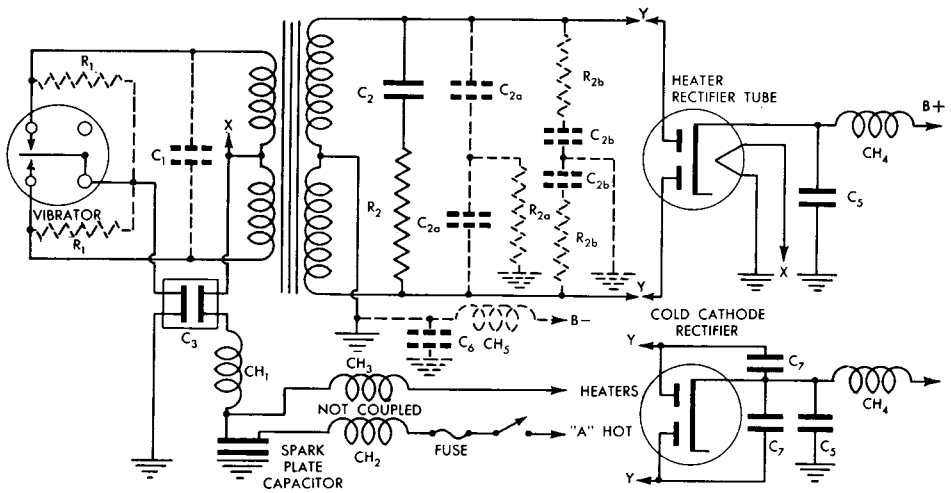 Y Y
R1
X
C1
VIBRATOR
R1
C2
R2
C2a
C2a
R2a
R2b
C2b
C2b
R2b
HEATER
RECTIFIER TUBE
B+
CH4
C5
X
Y
C3
CH1
C6 CH5
B-
CH3
NOT COUPLED
CH2
HEATERS
FUSE
"A" HOT
SPARK
PLATE
CAPACITOR
COLD CATHODE
RECTIFIER
Y
C7
CH4
C7
C5
Y